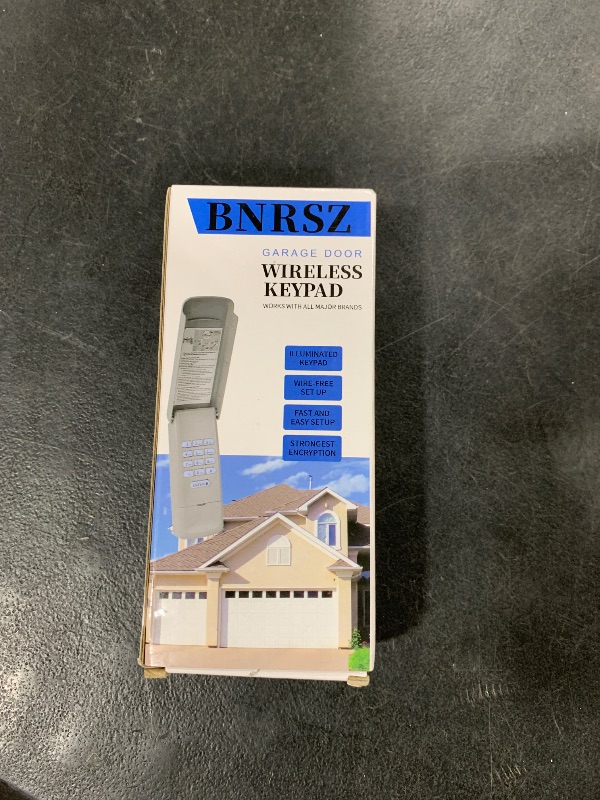 BNRSZ
GARAGE DOOR
WIRELESS
KEYPAD
WORKS WITH ALL MAJOR BRANDS
ILLUMINATED
KEYPAD
WIRE-FREE
SET UP
FAST AND
EASY SETUP
STRONGEST
ENCRYPTION